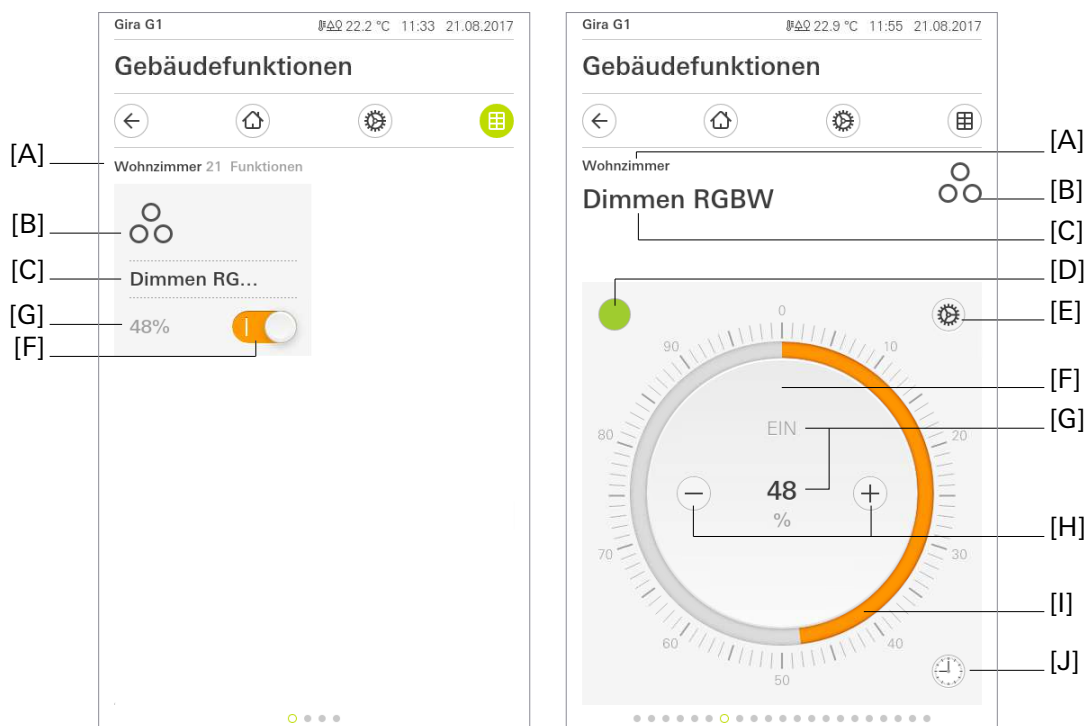 Gira G1 22.2 °C 11:33 21.08.2017
Gebäudefunktionen
[A] Wohnzimmer 21 Funktionen
[B]
[C] Dimmen RG...
[G] 48%
[F]
Gira G1 22.9 °C 11:55 21.08.2017
Gebäudefunktionen
Wohnzimmer [A]
Dimmen RGBW
[B]
[C]
[D]
[E]
0
90 10
[F]
EIN [G]
80 20
48
%
[H]
70 30
[I]
60 40
[J]
50